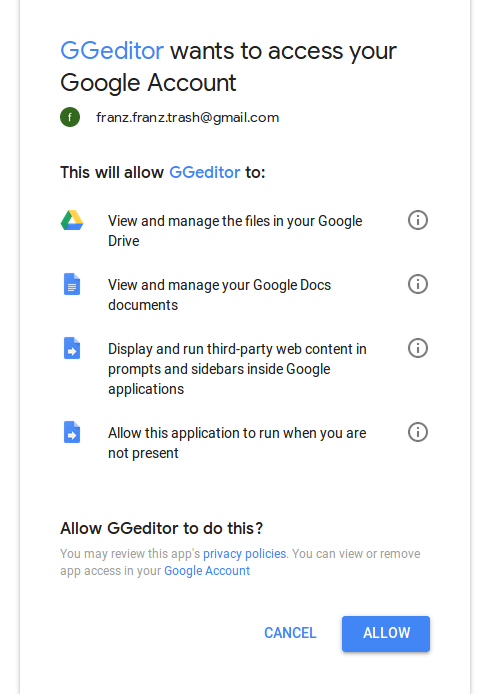 GGeditor wants to access your
Google Account
f
franz.franz.trash@gmail.com
This will allow GGeditor to:
View and manage the files in your Google
Drive
View and manage your Google Docs
documents
Display and run third-party web content in
prompts and sidebars inside Google
applications
Allow this application to run when you are
not present
Allow GGeditor to do this?
You may review this app's privacy policies. You can view or remove
app access in your Google Account
CANCEL
ALLOW